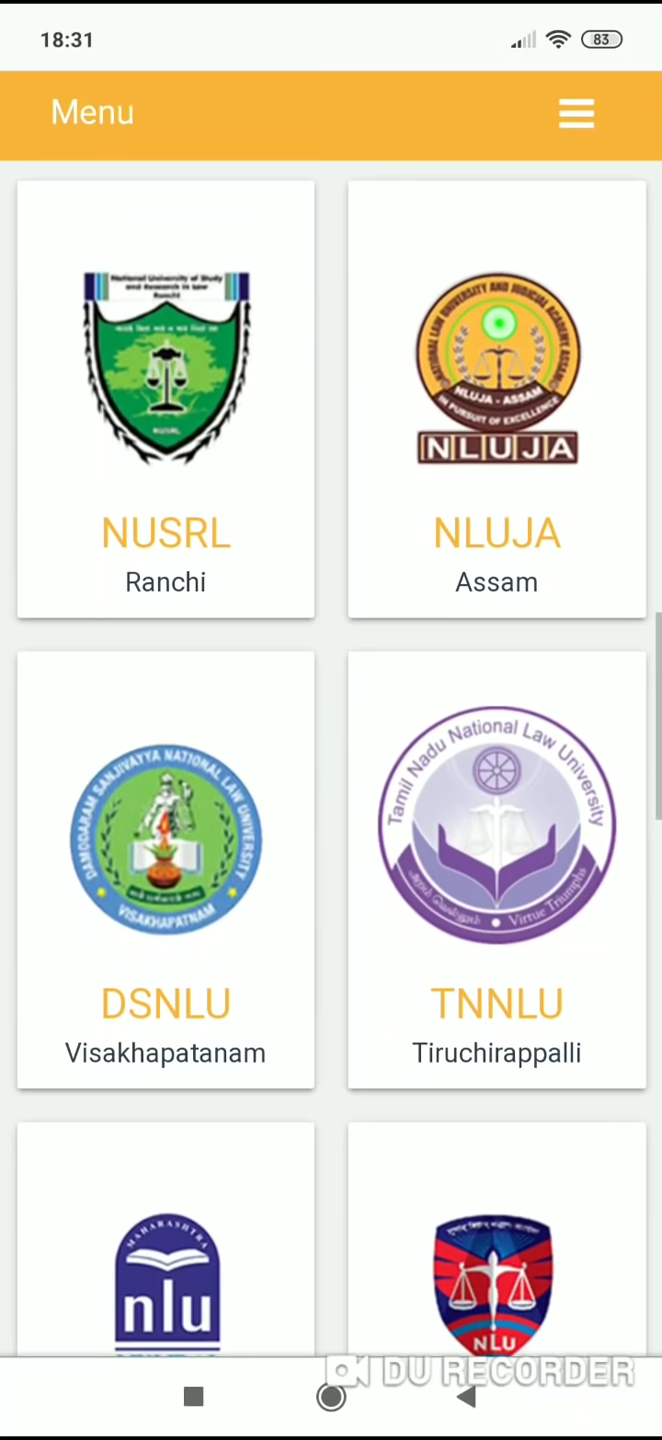 18:31
83
Menu
National University of Study
and Research in Law
Ranchi
NUSRL
NUSRL
Ranchi
NATIONAL LAW UNIVERSITY AND JUDICIAL ACADEMY ASSAM
NLUJA - ASSAM
IN PURSUIT OF EXCELLENCE
NLUJA
NLUJA
Assam
DAMODARAM SANJIVAYYA NATIONAL LAW UNIVERSITY
VISAKHAPATNAM
DSNLU
Visakhapatanam
Tamil Nadu National Law University
Virtue Triumphs
TNNLU
Tiruchirappalli
MAHARASHTRA
nlu
NLU
DU RECORDER